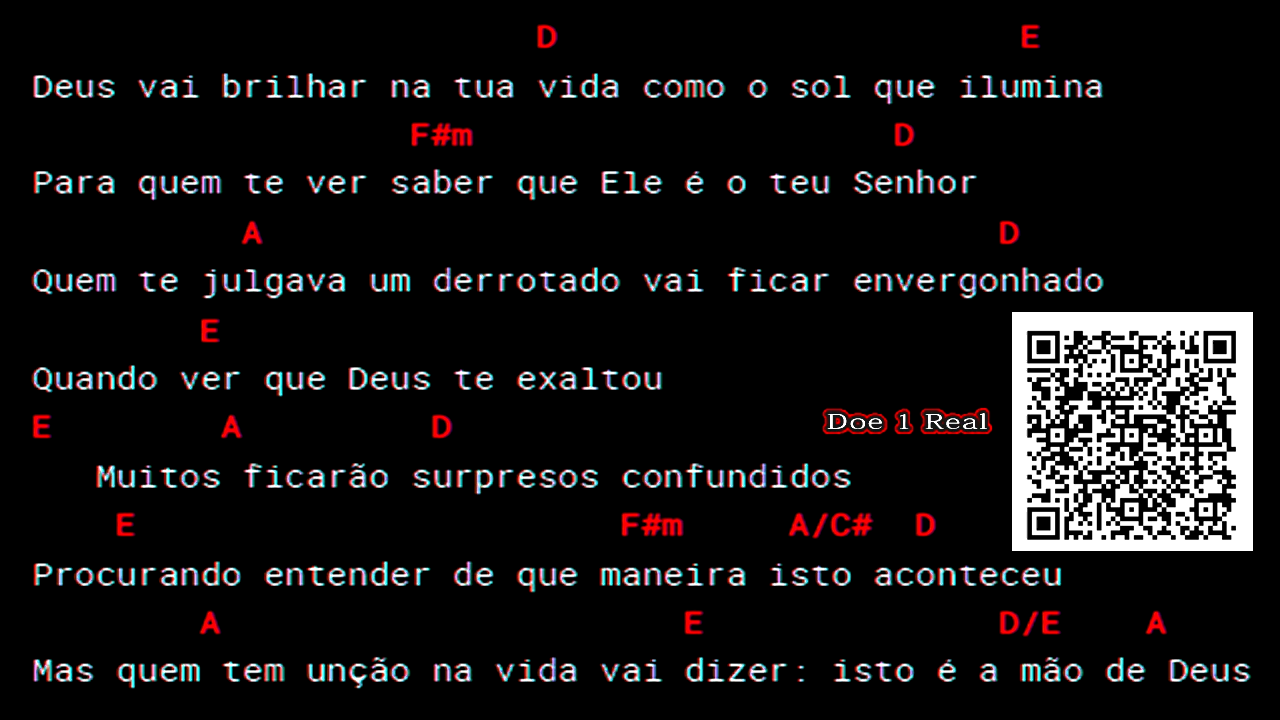 D E
Deus vai brilhar na tua vida como o sol que ilumina
F#m D
Para quem te ver saber que Ele é o teu Senhor
A D
Quem te julgava um derrotado vai ficar envergonhado
E
Quando ver que Deus te exaltou
E A D
Doe 1 Real
Muitos ficarão surpresos confundidos
E F#m A/C# D
Procurando entender de que maneira isto aconteceu
A E D/E A
Mas quem tem unção na vida vai dizer: isto é a mão de Deus